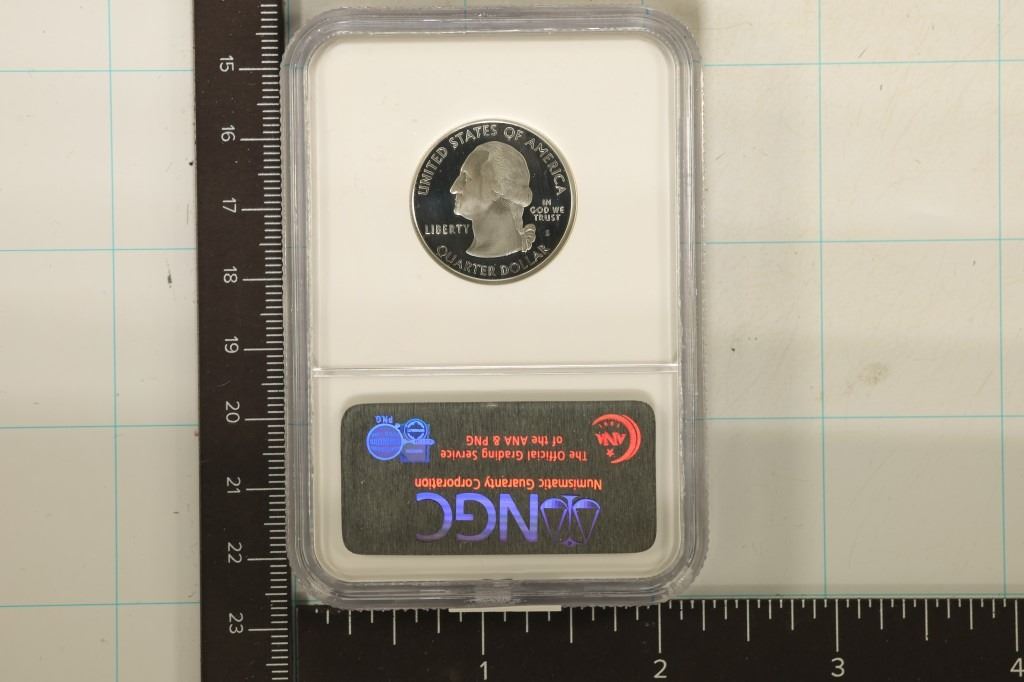 UNITED STATES OF AMERICA
IN
GOD WE
TRUST
LIBERTY
S
QUARTER DOLLAR
NGC
Numismatic Guaranty Corporation
The Official Grading Service
of the ANA & PNG
ANA
P.N.G.
15
16
17
18
19
20
21
22
23
1
2
3
4